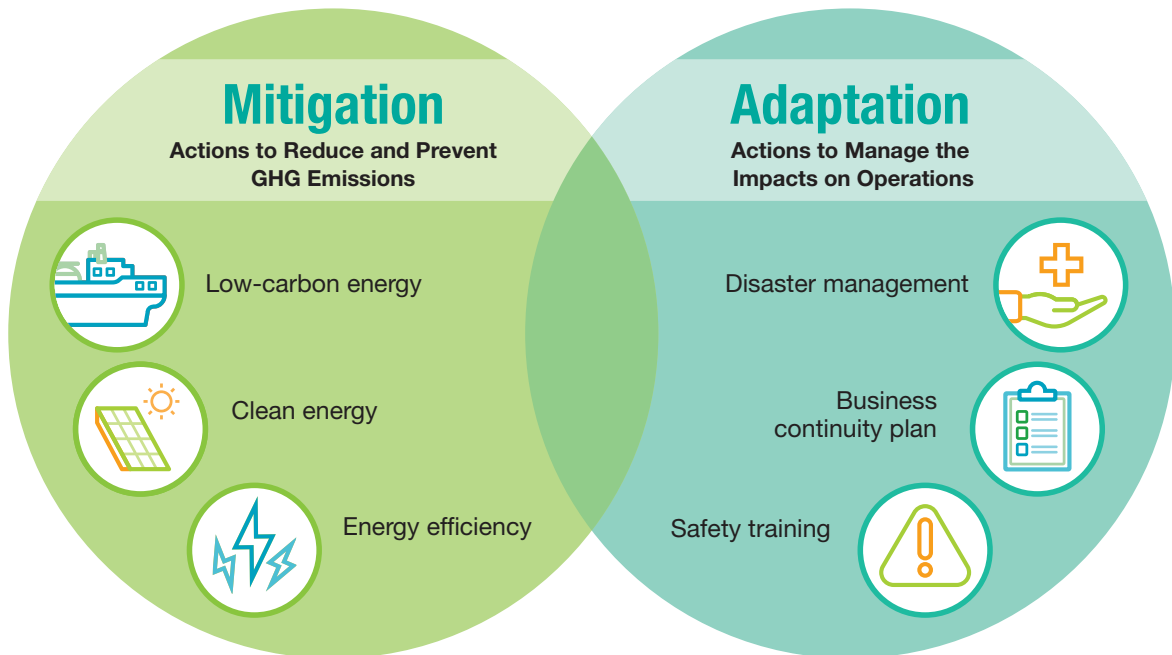 Mitigation
Actions to Reduce and Prevent
GHG Emissions
Low-carbon energy
Clean energy
Energy efficiency
Adaptation
Actions to Manage the
Impacts on Operations
Disaster management
Business
continuity plan
Safety training